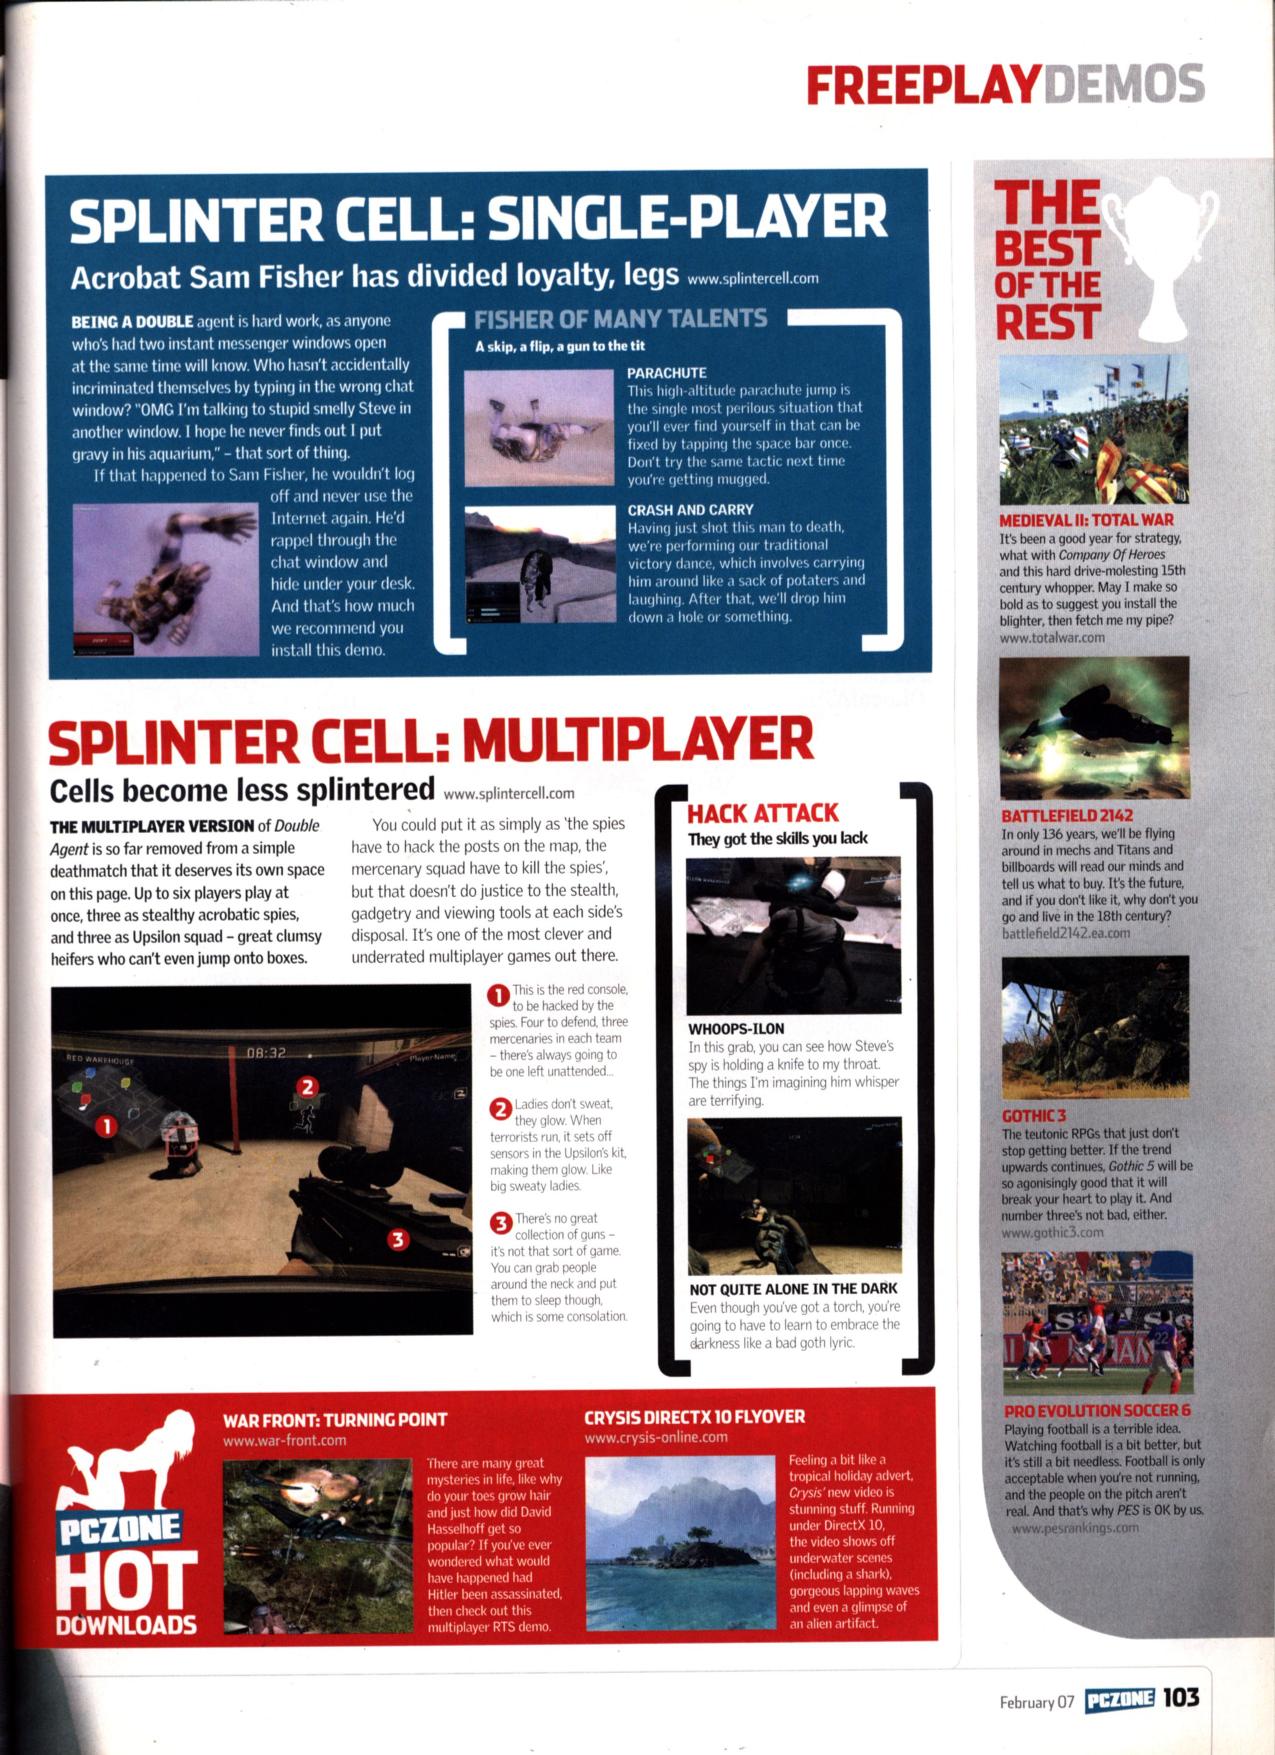 FREEPLAYDEMOS
SPLINTER CELL: SINGLE-PLAYER
Acrobat Sam Fisher has divided loyalty, legs www.splintercell.com
BEING A DOUBLE agent is hard work, as anyone
who's had two instant messenger windows open
at the same time will know. Who hasn't accidentally
incriminated themselves by typing in the wrong chat
window? "OMG I'm talking to stupid smelly Steve in
another window. I hope he never finds out I put
gravy in his aquarium," – that sort of thing.
If that happened to Sam Fisher, he wouldn't log
off and never use the
Internet again. He'd
rappel through the
chat window and
hide under your desk.
And that's how much
we recommend you
install this demo.
FISHER OF MANY TALENTS
A skip, a flip, a gun to the tit
PARACHUTE
This high-altitude parachute jump is
the single most perilous situation that
you'll ever find yourself in that can be
fixed by tapping the space bar once.
Don't try the same tactic next time
you're getting mugged.
CRASH AND CARRY
Having just shot this man to death,
we're performing our traditional
victory dance, which involves carrying
him around like a sack of potaters and
laughing. After that, we'll drop him
down a hole or something.
SPLINTER CELL: MULTIPLAYER
Cells become less splintered www.splintercell.com
THE MULTIPLAYER VERSION of Double
Agent is so far removed from a simple
deathmatch that it deserves its own space
on this page. Up to six players play at
once, three as stealthy acrobatic spies,
and three as Upsilon squad – great clumsy
heifers who can't even jump onto boxes.
You could put it as simply as 'the spies
have to hack the posts on the map, the
mercenary squad have to kill the spies',
but that doesn't do justice to the stealth,
gadgetry and viewing tools at each side's
disposal. It's one of the most clever and
underrated multiplayer games out there.
RED WAREHOUSE
08:32
Player Name
1
2
3
1 This is the red console,
to be hacked by the
spies. Four to defend, three
mercenaries in each team
– there's always going to
be one left unattended...
2 Ladies don't sweat,
they glow. When
terrorists run, it sets off
sensors in the Upsilon's kit,
making them glow. Like
big sweaty ladies.
3 There's no great
collection of guns –
it's not that sort of game.
You can grab people
around the neck and put
them to sleep though,
which is some consolation.
HACK ATTACK
They got the skills you lack
WHOOPS-ILON
In this grab, you can see how Steve's
spy is holding a knife to my throat.
The things I'm imagining him whisper
are terrifying.
NOT QUITE ALONE IN THE DARK
Even though you've got a torch, you're
going to have to learn to embrace the
darkness like a bad goth lyric.
PCZONE
HOT
DOWNLOADS
WAR FRONT: TURNING POINT
www.war-front.com
There are many great
mysteries in life, like why
do your toes grow hair
and just how did David
Hasselhoff get so
popular? If you've ever
wondered what would
have happened had
Hitler been assassinated,
then check out this
multiplayer RTS demo.
CRYSIS DIRECTX 10 FLYOVER
www.crysis-online.com
Feeling a bit like a
tropical holiday advert,
Crysis' new video is
stunning stuff. Running
under DirectX 10,
the video shows off
underwater scenes
(including a shark),
gorgeous lapping waves
and even a glimpse of
an alien artifact.
THE
BEST
OF THE
REST
MEDIEVAL II: TOTAL WAR
It's been a good year for strategy,
what with Company Of Heroes
and this hard drive-molesting 15th
century whopper. May I make so
bold as to suggest you install the
blighter, then fetch me my pipe?
www.totalwar.com
BATTLEFIELD 2142
In only 136 years, we'll be flying
around in mechs and Titans and
billboards will read our minds and
tell us what to buy. It's the future,
and if you don't like it, why don't you
go and live in the 18th century?
battlefield2142.ea.com
GOTHIC 3
The teutonic RPGs that just don't
stop getting better. If the trend
upwards continues, Gothic 5 will be
so agonisingly good that it will
break your heart to play it. And
number three's not bad, either.
www.gothic3.com
22
PRO EVOLUTION SOCCER 6
Playing football is a terrible idea.
Watching football is a bit better, but
it's still a bit needless. Football is only
acceptable when you're not running,
and the people on the pitch aren't
real. And that's why PES is OK by us.
www.pesrankings.com
February 07 PCZONE 103